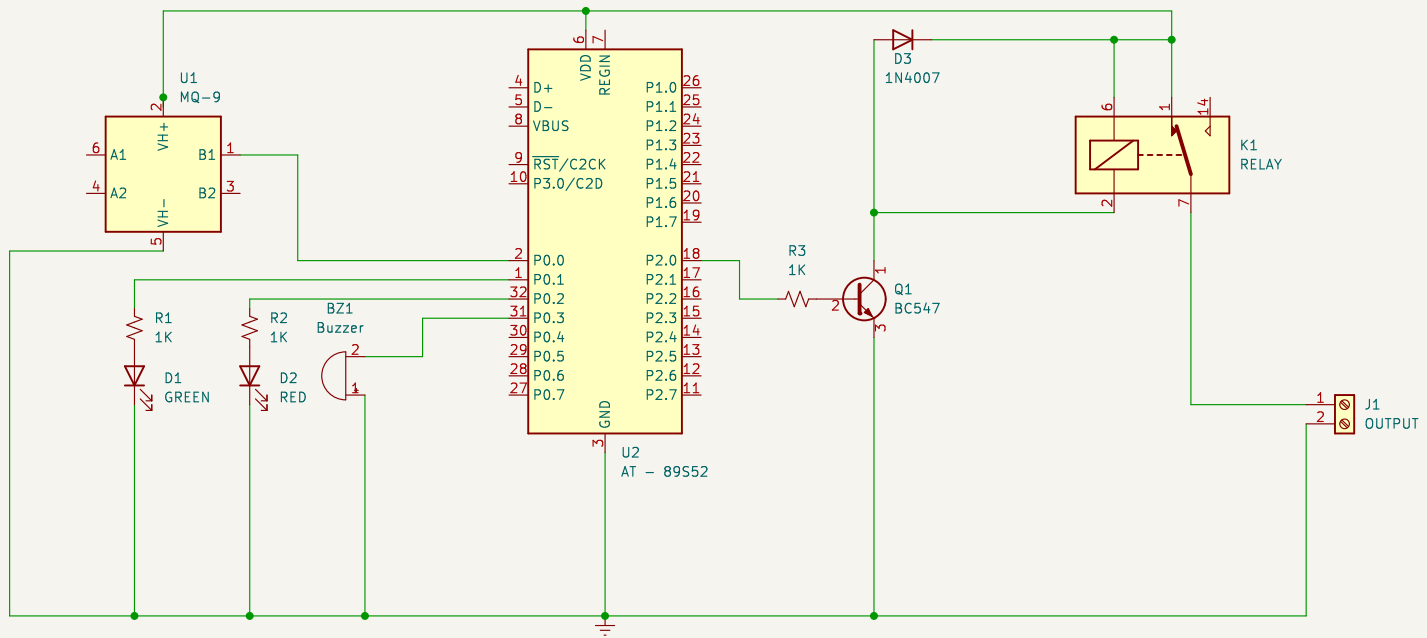 U1
MQ-9
2
VH+
6
A1
B1
1
4
A2
B2
3
VH-
5
6
7
VDD
REGIN
4
D+
5
D-
8
VBUS
9
RST/C2CK
10
P3.0/C2D
2
P0.0
1
P0.1
32
P0.2
31
P0.3
30
P0.4
29
P0.5
28
P0.6
27
P0.7
P1.0
26
P1.1
25
P1.2
24
P1.3
23
P1.4
22
P1.5
21
P1.6
20
P1.7
19
P2.0
18
P2.1
17
P2.2
16
P2.3
15
P2.4
14
P2.5
13
P2.6
12
P2.7
11
GND
3
U2
AT - 89S52
R1
1K
D1
GREEN
R2
1K
D2
RED
BZ1
Buzzer
2
1
+
R3
1K
D3
1N4007
1
2
3
Q1
BC547
6
1
14
2
7
K1
RELAY
1
2
J1
OUTPUT